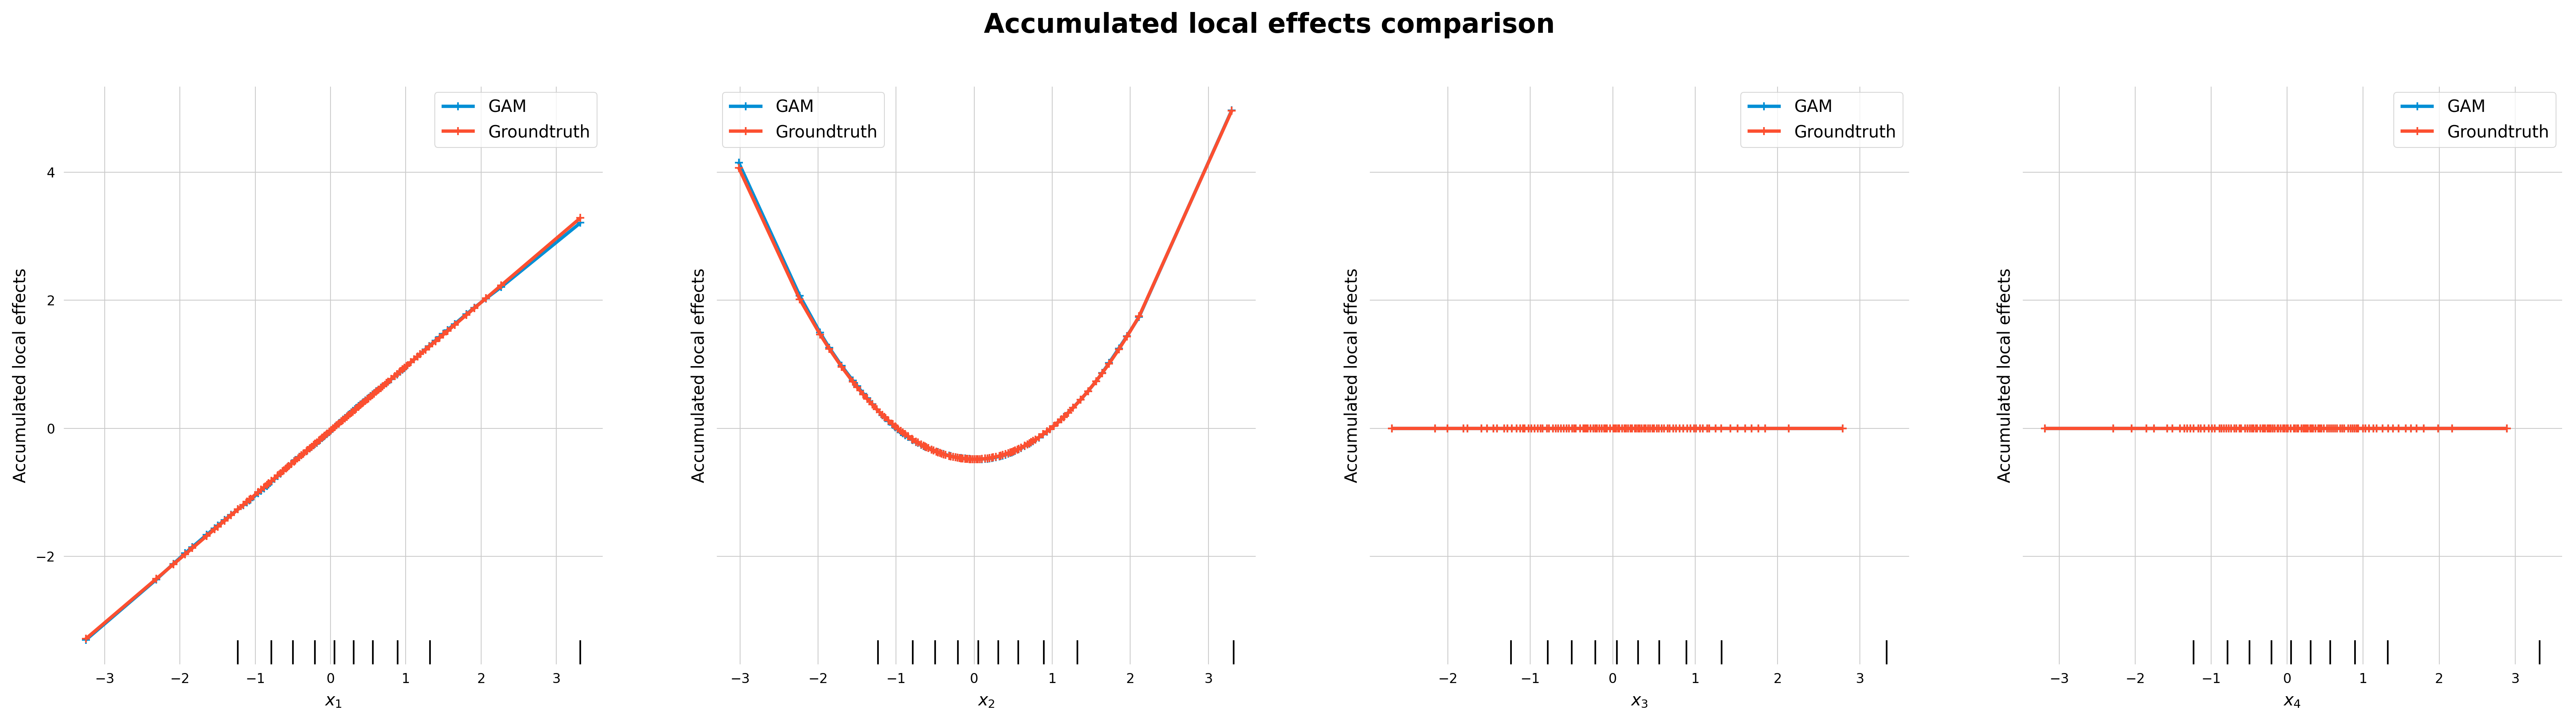 Accumulated local effects comparison
GAM
Groundtruth
Accumulated local effects
4
2
0
−2
−3
−2
−1
0
1
2
3
x₁
GAM
Groundtruth
Accumulated local effects
−3
−2
−1
0
1
2
3
x₂
GAM
Groundtruth
Accumulated local effects
−2
−1
0
1
2
3
x₃
GAM
Groundtruth
Accumulated local effects
−3
−2
−1
0
1
2
3
x₄